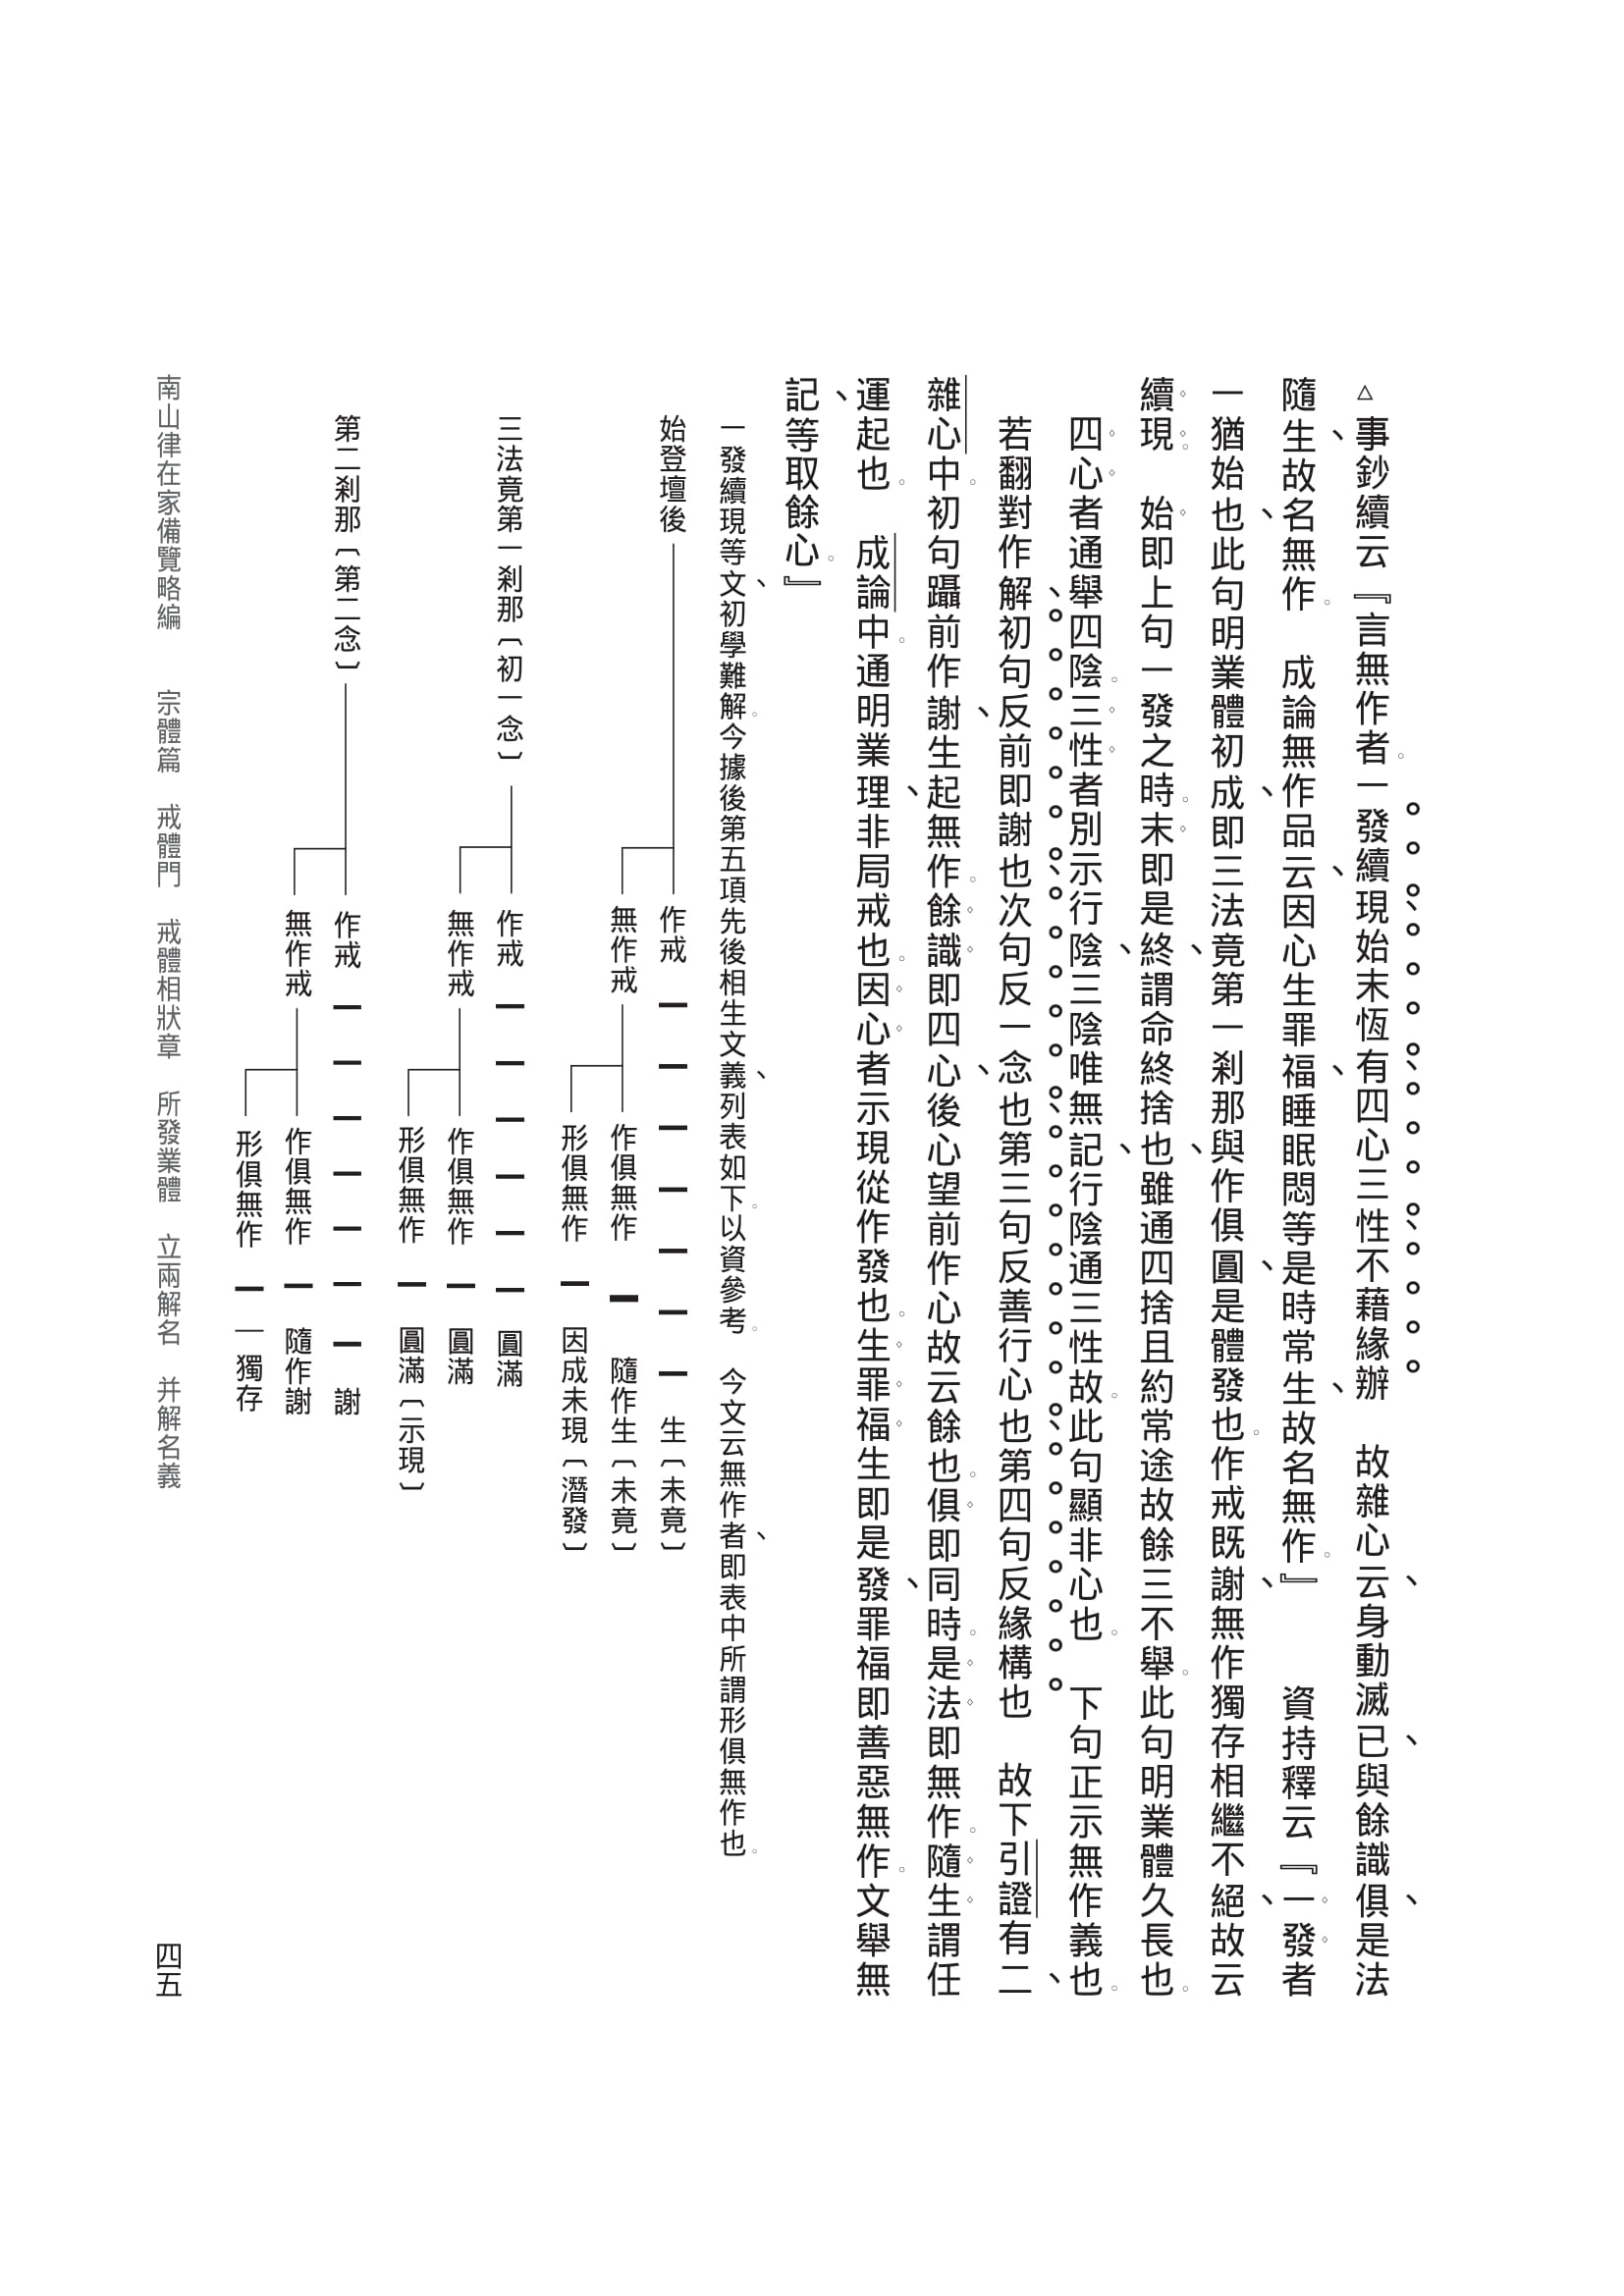 △事鈔續云『言無作者。一發續現始末恆有四心三性不藉緣辦　故雜心云、身動滅已、與餘識俱、是法
隨生、故名無作。　成論無作品云、因心生罪福、睡眠悶等是時常生、故名無作。』　　資持釋云『一發者
一猶始也、此句明業體初成、即三法竟第一剎那與作俱圓、是體發也。作戒既謝、無作獨存相繼不絕、故云
續現。　始即上句一發之時。末即是終、謂命終捨也、雖通四捨且約常途故餘三不舉。此句明業體久長也。
四心者通舉四陰。三性者別示行陰、三陰唯無記、行陰通三性故。此句顯非心也。　下句正示無作義也。
若翻對作解、初句反前即謝也、次句反一念也、第三句反善行心也、第四句反緣構也　故下引證有二、
雜心中。初句躡前作謝、生起無作。餘識即四心、後心望前作心故云餘也。俱即同時。是法即無作。隨生謂任
運起也。　成論中。通明業理、非局戒也。因心者示現從作發也。生罪福生即是發、罪福即善惡無作。文舉無
記、等取餘心。』
一發續現等文、初學難解。今據後第五項先後相生文義、列表如下。以資參考。　今文云無作者、即表中所謂形俱無作也。
始登壇後
作戒　生〔未竟〕
無作戒
作俱無作　隨作生〔未竟〕
形俱無作　因成未現〔潛發〕
三法竟第一剎那〔初一念〕
作戒　圓滿
無作戒
作俱無作　圓滿
形俱無作　圓滿〔示現〕
第二剎那〔第二念〕
作戒　謝
無作戒
作俱無作　隨作謝
形俱無作　獨存
南山律在家備覽略編　　宗體篇　戒體門　戒體相狀章　所發業體　立兩解名　并解名義
四五